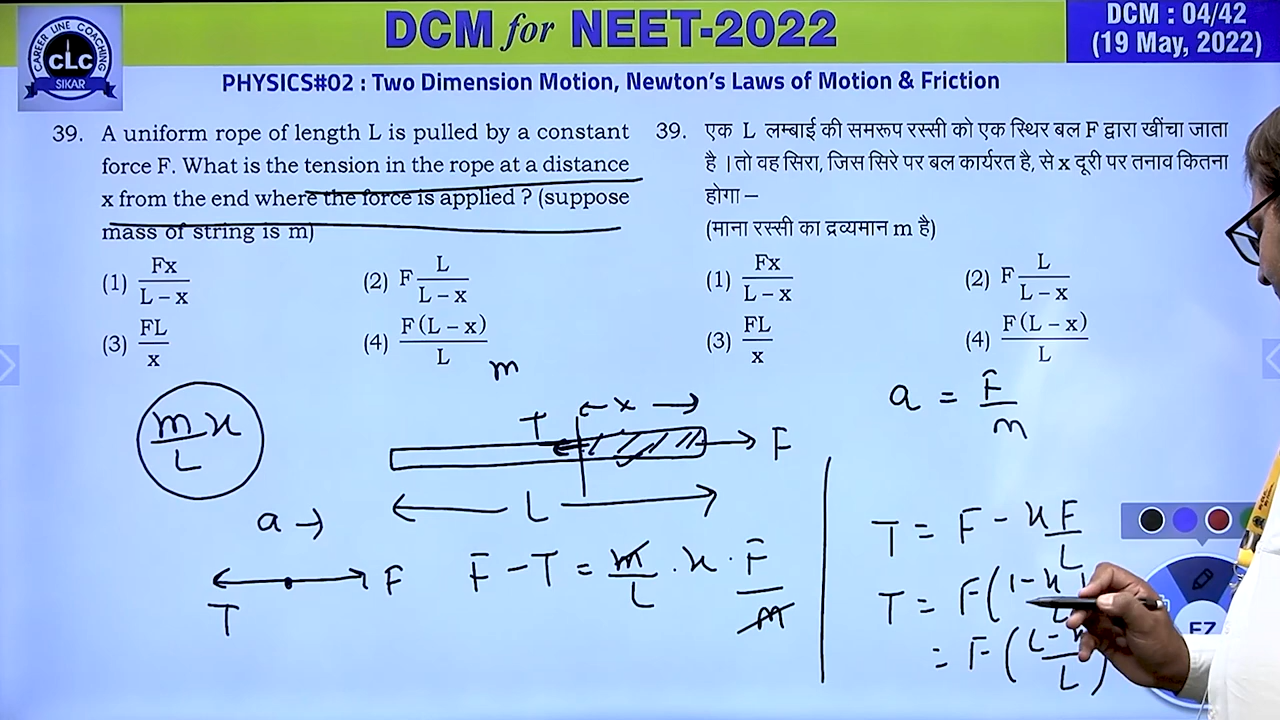 CAREER LINE COACHING
CLC
SIKAR
DCM for NEET-2022
DCM : 04/42
(19 May, 2022)
PHYSICS#02 : Two Dimension Motion, Newton's Laws of Motion & Friction
39. A uniform rope of length L is pulled by a constant
force F. What is the tension in the rope at a distance
x from the end where the force is applied ? (suppose
mass of string is m)
(1) Fx / L – x
(2) F L / L – x
(3) FL / x
(4) F(L – x) / L
39. एक L लम्बाई की समरूप रस्सी को एक स्थिर बल F द्वारा खींचा जाता
है । तो वह सिरा, जिस सिरे पर बल कार्यरत है, से x दूरी पर तनाव कितना
होगा –
(माना रस्सी का द्रव्यमान m है)
(1) Fx / L – x
(2) F L / L – x
(3) FL / x
(4) F(L – x) / L
m
m/L x
T
x
F
L
a →
T
F
F – T = m/L . x . F/m
a = F/m
T = F – xF/L
T = F(1 – x
= F(L –
L)
EZ